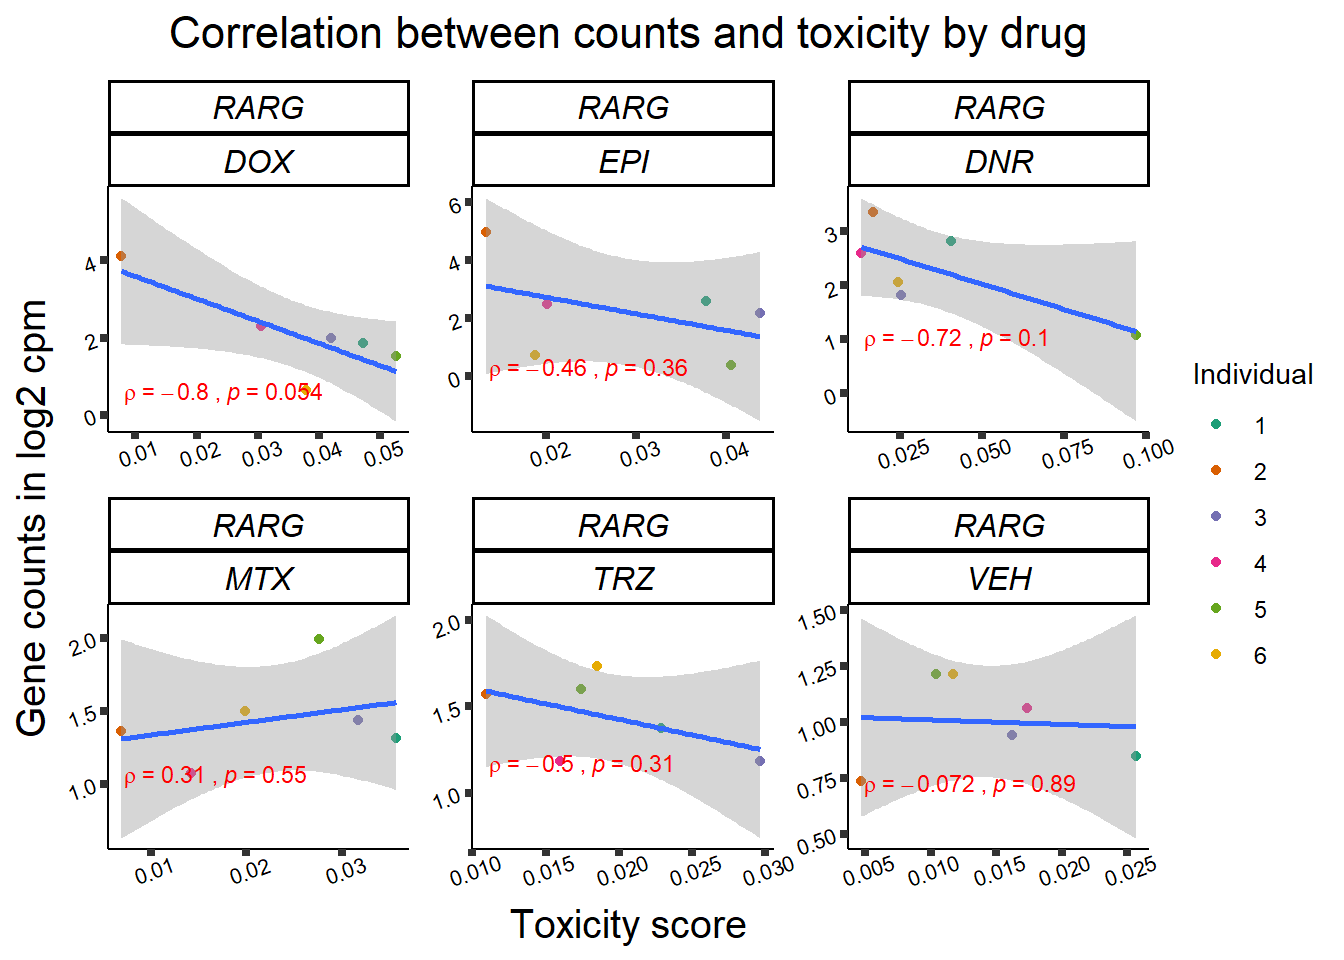 Correlation between counts and toxicity by drug
Gene counts in log2 cpm
RARG
DOX
4
2
0
ρ = −0.8 , p = 0.054
0.01 0.02 0.03 0.04 0.05
RARG
EPI
6
4
2
0
ρ = −0.46 , p = 0.36
0.02 0.03 0.04
RARG
DNR
3
2
1
0
ρ = −0.72 , p = 0.1
0.025 0.050 0.075 0.100
RARG
MTX
2.0
1.5
1.0
ρ = 0.31 , p = 0.55
0.01 0.02 0.03
RARG
TRZ
2.0
1.5
1.0
ρ = −0.5 , p = 0.31
0.010 0.015 0.020 0.025 0.030
RARG
VEH
1.50
1.25
1.00
0.75
0.50
ρ = −0.072 , p = 0.89
0.005 0.010 0.015 0.020 0.025
Toxicity score
Individual
1
2
3
4
5
6